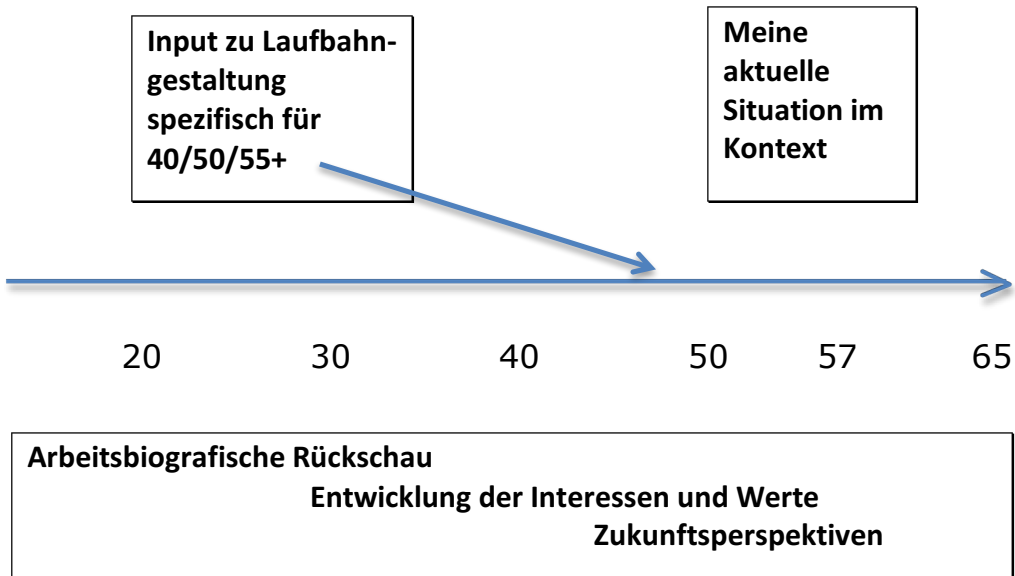 Input zu Laufbahn-
gestaltung
spezifisch für
40/50/55+
Meine
aktuelle
Situation im
Kontext
20 30 40 50 57 65
Arbeitsbiografische Rückschau
Entwicklung der Interessen und Werte
Zukunftsperspektiven